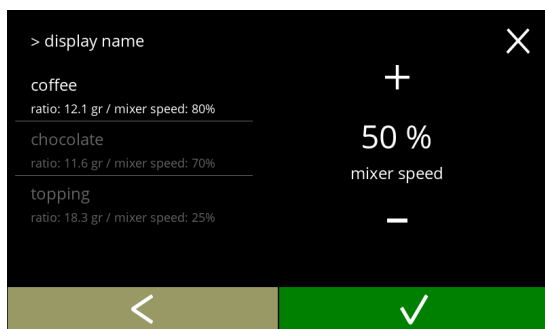 > display name
coffee
ratio: 12.1 gr / mixer speed: 80%
chocolate
ratio: 11.6 gr / mixer speed: 70%
topping
ratio: 18.3 gr / mixer speed: 25%
50 %
mixer speed